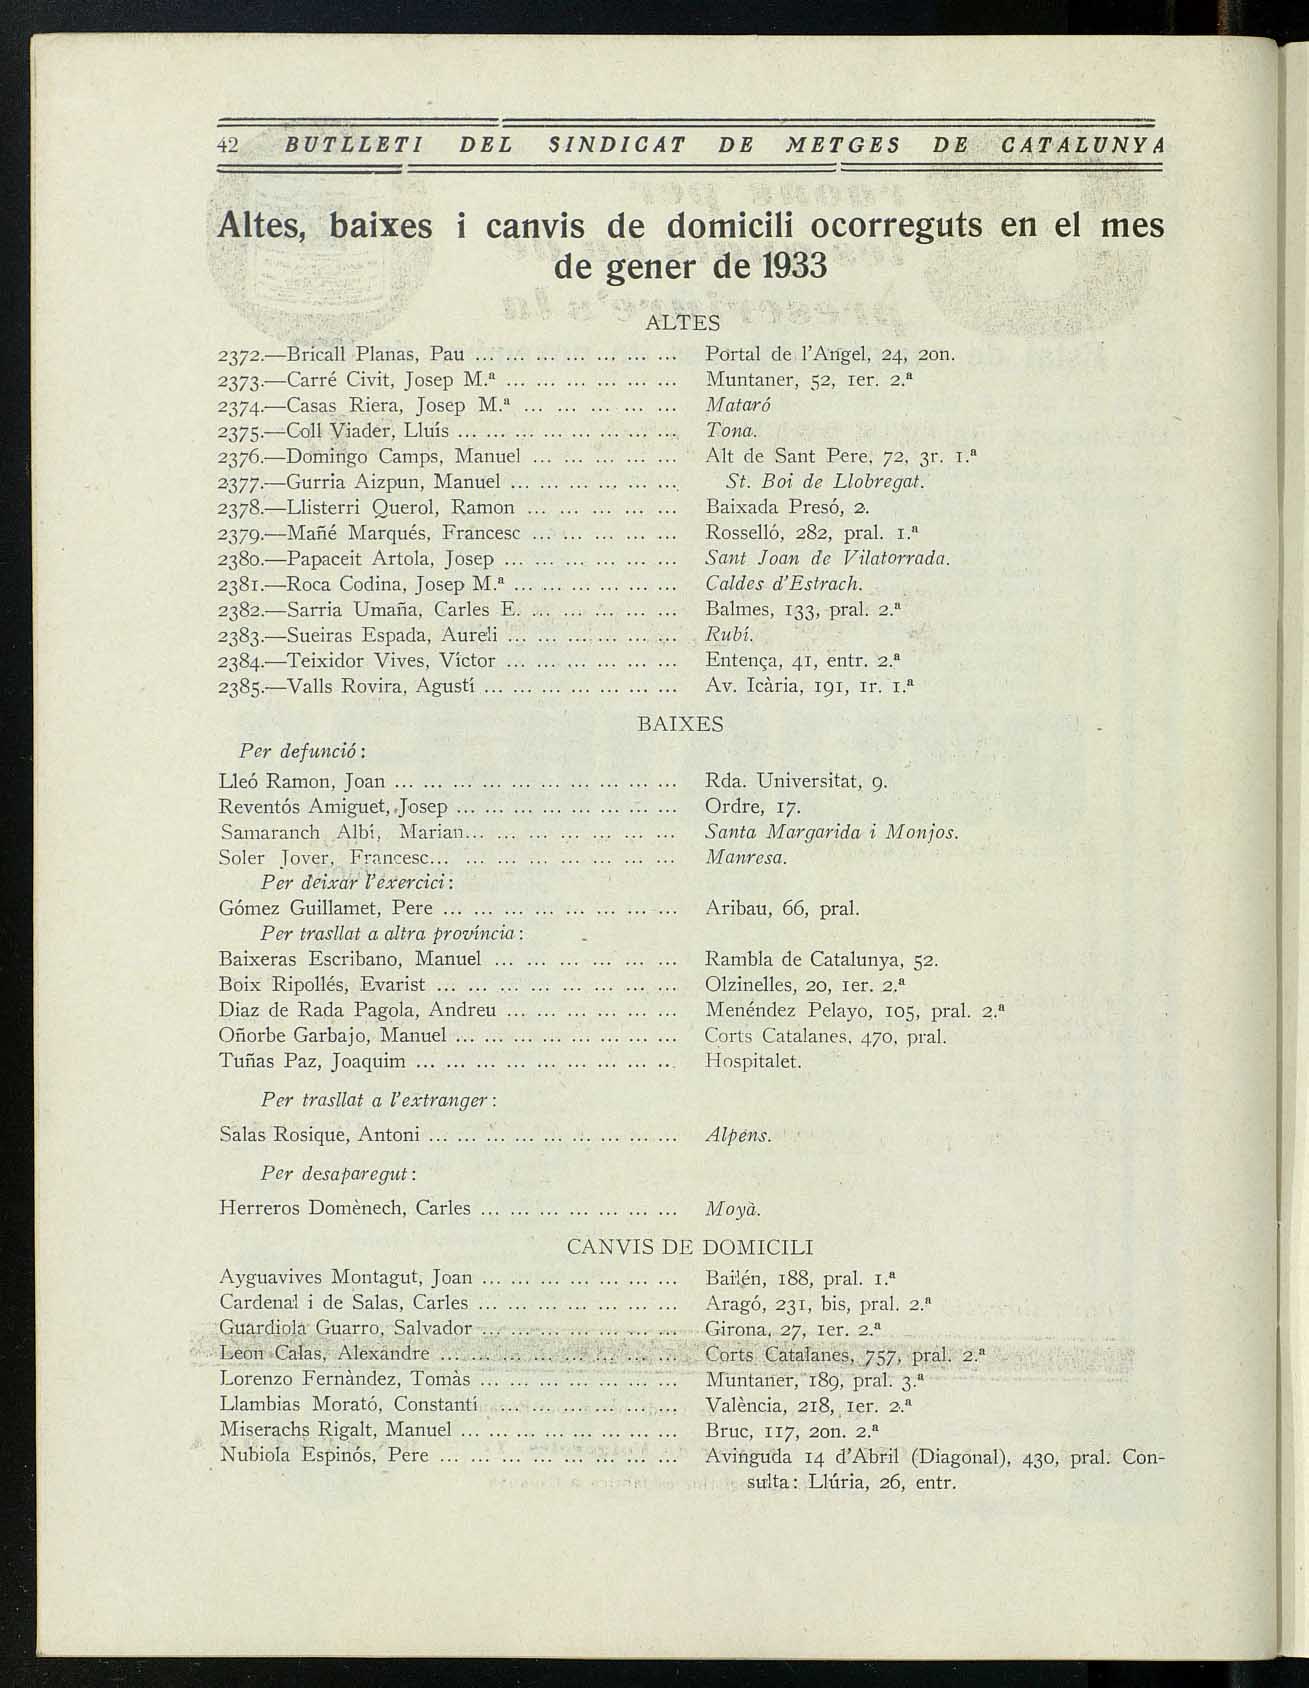 42 BUTLLETI DEL SINDICAT DE METGES DE CATALUNYA
Altes, baixes i canvis de domicili ocorreguts en el mes
de gener de 1933
ALTES
2372.—Bricall Planas, Pau ... ... ... ... ... ... ... Portal de l'Angel, 24, 2on.
2373.—Carré Civit, Josep M.ª ... ... ... ... ... ... Muntaner, 52, 1er. 2.ª
2374.—Casas Riera, Josep M.ª ... ... ... ... ... Mataró
2375.—Coll Viader, Lluís ... ... ... ... ... ... ... ... Tona.
2376.—Domingo Camps, Manuel ... ... ... ... ... Alt de Sant Pere, 72, 3r. 1.ª
2377.—Gurria Aizpun, Manuel ... ... ... ... ... ... St. Boi de Llobregat.
2378.—Llisterri Querol, Ramon ... ... ... ... ... Baixada Presó, 2.
2379.—Mañé Marqués, Francesc ... ... ... ... ... Rosselló, 282, pral. 1.ª
2380.—Papaceit Artola, Josep ... ... ... ... ... ... Sant Joan de Vilatorrada.
2381.—Roca Codina, Josep M.ª ... ... ... ... ... ... Caldes d'Estrach.
2382.—Sarria Umaña, Carles E. ... ... ... ... ... Balmes, 133, pral. 2.ª
2383.—Sueiras Espada, Aureli ... ... ... ... ... ... Rubí.
2384.—Teixidor Vives, Víctor ... ... ... ... ... ... Entença, 41, entr. 2.ª
2385.—Valls Rovira, Agustí ... ... ... ... ... ... ... Av. Icària, 191, 1r. 1.ª
BAIXES
Per defunció:
Lleó Ramon, Joan ... ... ... ... ... ... ... ... ... ... Rda. Universitat, 9.
Reventós Amiguet, Josep ... ... ... ... ... ... ... ... Ordre, 17.
Samaranch Albí, Marian... ... ... ... ... ... ... Santa Margarida i Monjos.
Soler Jover, Francesc... ... ... ... ... ... ... ... Manresa.
Per deixar l'exercici:
Gómez Guillamet, Pere ... ... ... ... ... ... ... ... Aribau, 66, pral.
Per trasllat a altra província:
Baixeras Escribano, Manuel ... ... ... ... ... ... Rambla de Catalunya, 52.
Boix Ripollés, Evarist ... ... ... ... ... ... ... ... Olzinelles, 20, 1er. 2.ª
Diaz de Rada Pagola, Andreu ... ... ... ... ... ... Menéndez Pelayo, 105, pral. 2.ª
Oñorbe Garbajo, Manuel ... ... ... ... ... ... ... ... Corts Catalanes, 470, pral.
Tuñas Paz, Joaquim ... ... ... ... ... ... ... ... ... Hospitalet.
Per trasllat a l'extranger:
Salas Rosique, Antoni ... ... ... ... ... ... ... ... ... Alpens.
Per desaparegut:
Herreros Domènech, Carles ... ... ... ... ... ... ... Moyà.
CANVIS DE DOMICILI
Ayguavives Montagut, Joan ... ... ... ... ... ... ... Bailén, 188, pral. 1.ª
Cardenal i de Salas, Carles ... ... ... ... ... ... ... Aragó, 231, bis, pral. 2.ª
Guardiola Guarro, Salvador ... ... ... ... ... ... ... Girona, 27, 1er. 2.ª
Leon Calas, Alexandre ... ... ... ... ... ... ... ... Corts Catalanes, 757, pral. 2.ª
Lorenzo Fernàndez, Tomàs ... ... ... ... ... ... ... Muntaner, 189, pral. 3.ª
Llambias Morató, Constantí ... ... ... ... ... ... València, 218, 1er. 2.ª
Miserachs Rigalt, Manuel ... ... ... ... ... ... ... ... Bruc, 117, 2on. 2.ª
Nubiola Espinós, Pere ... ... ... ... ... ... ... ... Avinguda 14 d'Abril (Diagonal), 430, pral. Con-
sulta: Llúria, 26, entr.